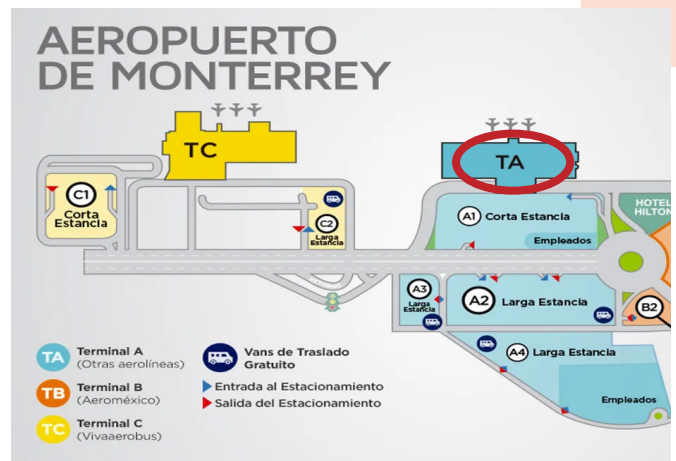 AEROPUERTO
DE MONTERREY
TC
TA
C1
Corta
Estancia
C2
Larga
Estancia
A1 Corta Estancia
Empleados
HOTEL
HILTON
A3
Larga
Estancia
A2 Larga Estancia
B2
A4 Larga Estancia
Empleados
TA Terminal A
(Otras aerolíneas)
TB Terminal B
(Aeroméxico)
TC Terminal C
(Vivaaerobus)
Vans de Traslado
Gratuito
Entrada al Estacionamiento
Salida del Estacionamiento